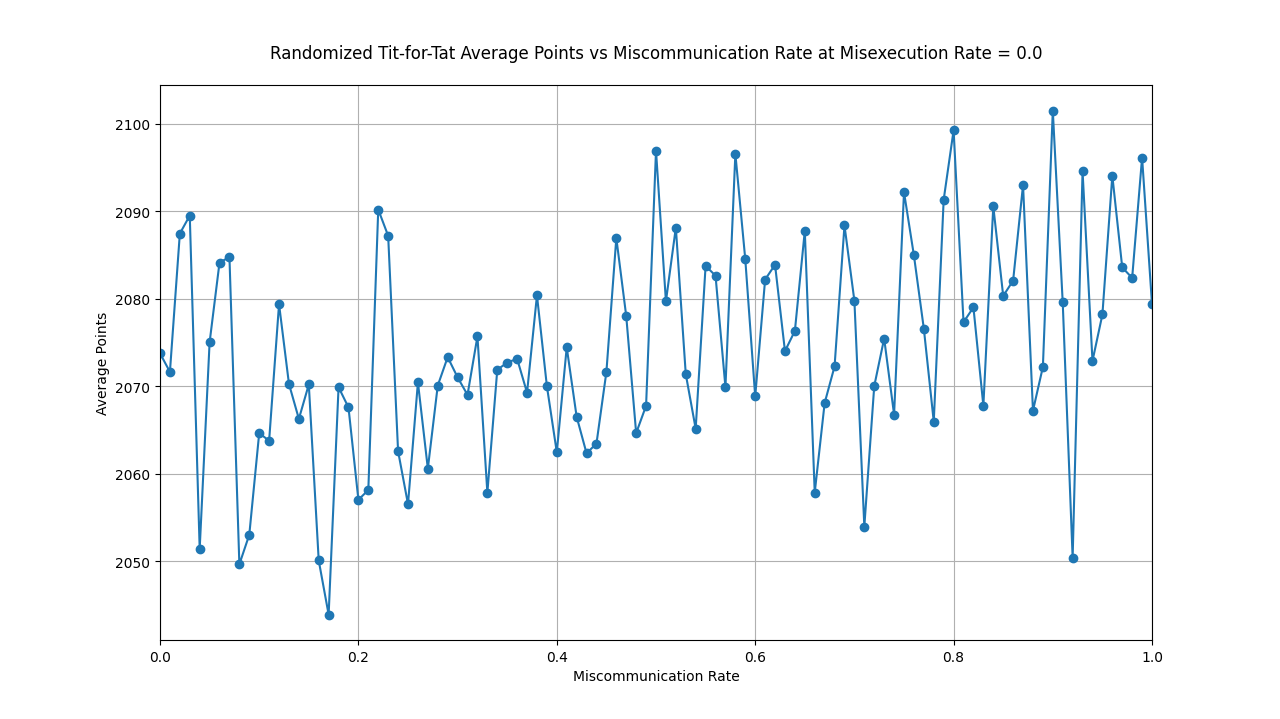 Randomized Tit-for-Tat Average Points vs Miscommunication Rate at Misexecution Rate = 0.0
Average Points
2100
2090
2080
2070
2060
2050
0.0 0.2 0.4 0.6 0.8 1.0
Miscommunication Rate